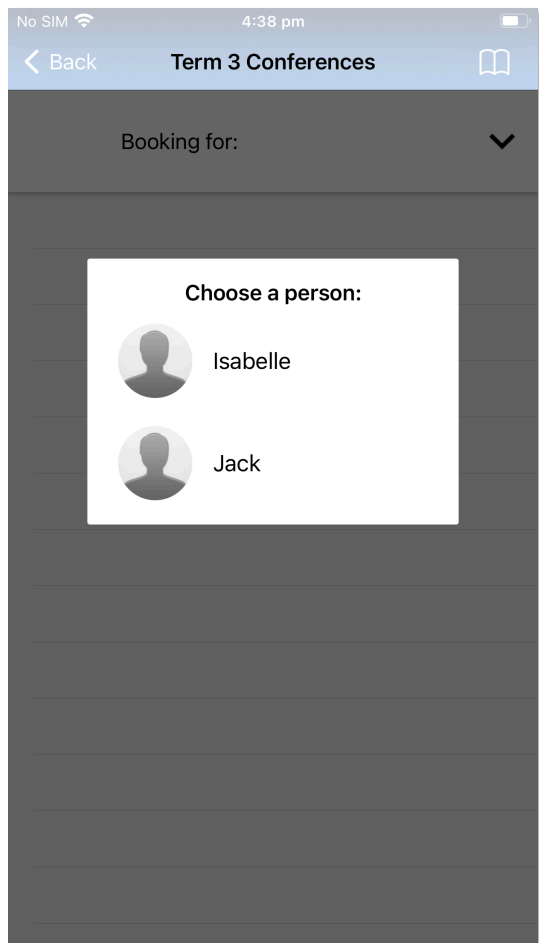 No SIM 4:38 pm
Back Term 3 Conferences
Booking for:
Choose a person:
Isabelle
Jack